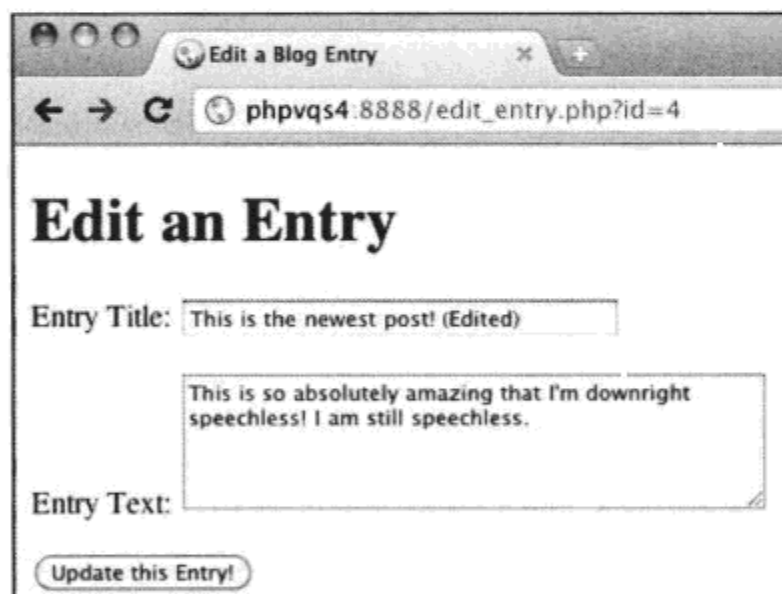 Edit a Blog Entry
phpvqs4:8888/edit_entry.php?id=4
Edit an Entry
Entry Title: This is the newest post! (Edited)
This is so absolutely amazing that I'm downright
speechless! I am still speechless.
Entry Text:
Update this Entry!